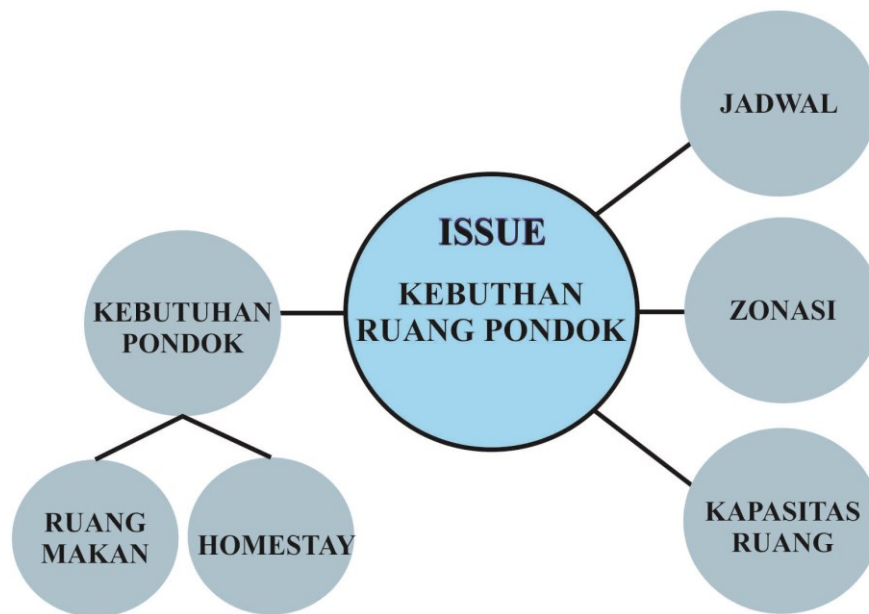 JADWAL
ISSUE
KEBUTHAN
RUANG PONDOK
KEBUTUHAN
PONDOK
ZONASI
RUANG
MAKAN
HOMESTAY
KAPASITAS
RUANG